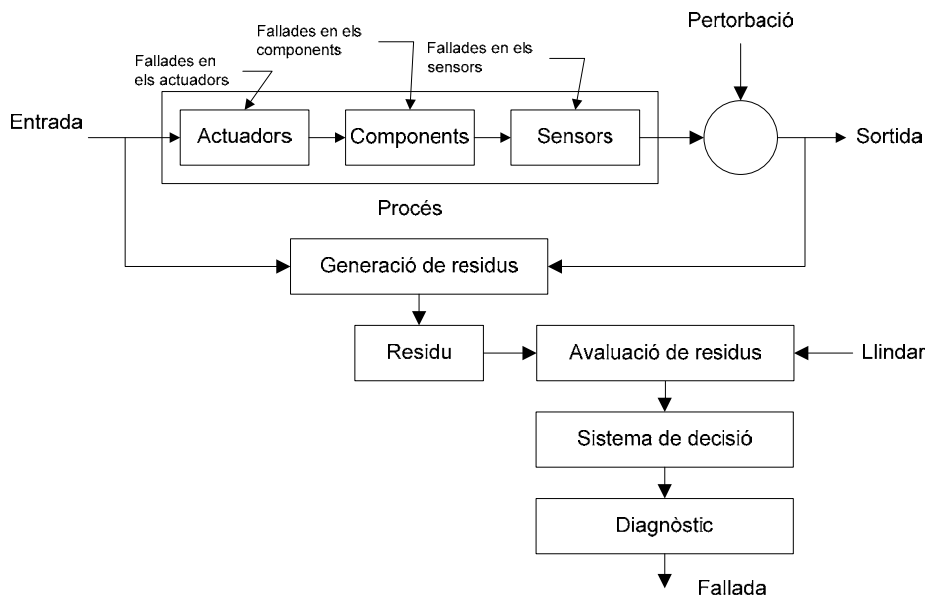 Pertorbació
Fallades en els
components
Fallades en
els actuadors
Fallades en els
sensors
Entrada
Actuadors
Components
Sensors
Sortida
Procés
Generació de residus
Residu
Avaluació de residus
Llindar
Sistema de decisió
Diagnòstic
Fallada